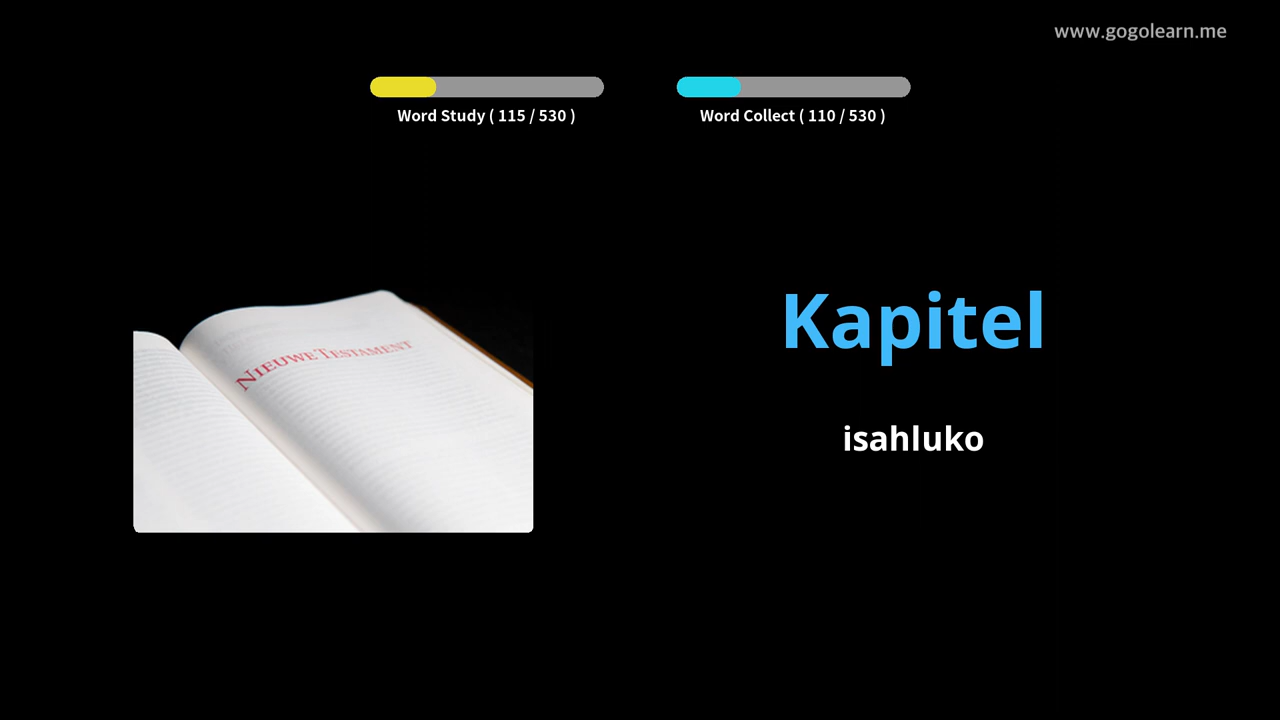 www.gogolearn.me
Word Study ( 115 / 530 )
Word Collect ( 110 / 530 )
NIEUWE TESTAMENT
Kapitel
isahluko